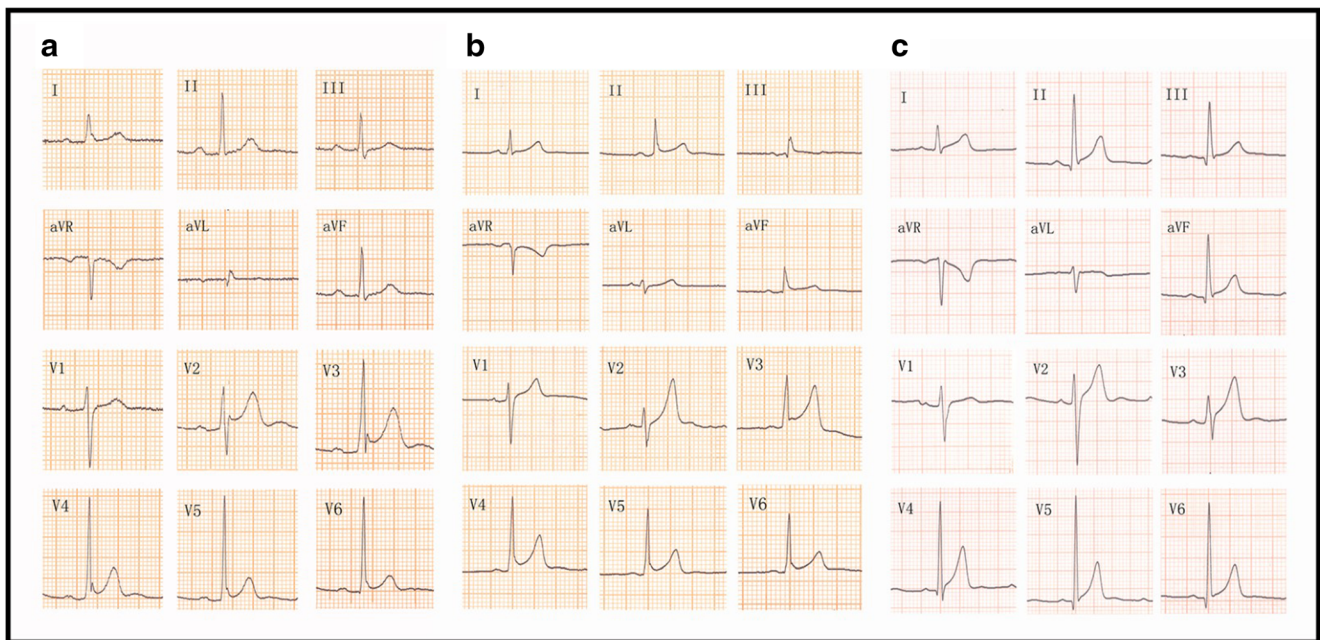 a
I II III
aVR aVL aVF
V1 V2 V3
V4 V5 V6
b
I II III
aVR aVL aVF
V1 V2 V3
V4 V5 V6
c
I II III
aVR aVL aVF
V1 V2 V3
V4 V5 V6